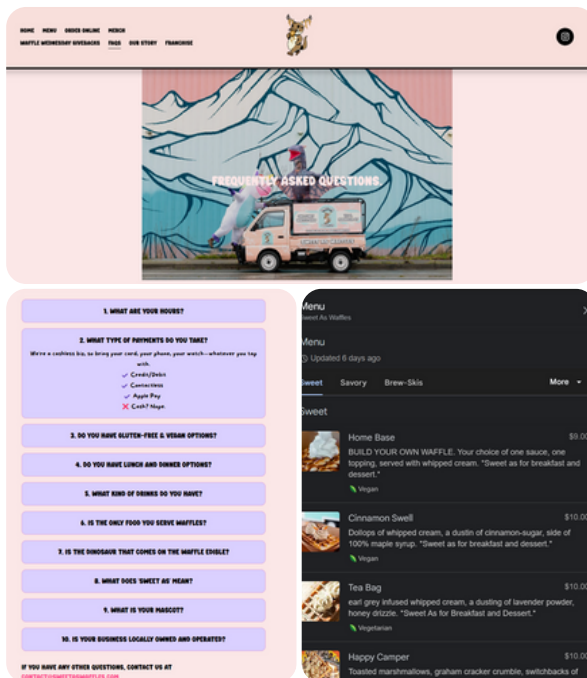 HOME MENU ORDER ONLINE MERCH
WAFFLE WEDNESDAY GIVEBACKS FAQS OUR STORY FRANCHISE
FREQUENTLY ASKED QUESTIONS
1. WHAT ARE YOUR HOURS?
2. WHAT TYPE OF PAYMENTS DO YOU TAKE?
We're a cashless biz, so bring your card, your phone, your watch—whatever you tap
with.
Credit/Debit
Contactless
Apple Pay
Cash? Nope.
3. DO YOU HAVE GLUTEN-FREE & VEGAN OPTIONS?
4. DO YOU HAVE LUNCH AND DINNER OPTIONS?
5. WHAT KIND OF DRINKS DO YOU HAVE?
6. IS THE ONLY FOOD YOU SERVE WAFFLES?
7. IS THE DINOSAUR THAT COMES ON THE WAFFLE EDIBLE?
8. WHAT DOES 'SWEET AS' MEAN?
9. WHAT IS YOUR MASCOT?
10. IS YOUR BUSINESS LOCALLY OWNED AND OPERATED?
IF YOU HAVE ANY OTHER QUESTIONS, CONTACT US AT
Menu
Sweet As Waffles
Menu
Updated 6 days ago
Sweet Savory Brew-Skis More
Sweet
Home Base $9.00
BUILD YOUR OWN WAFFLE. Your choice of one sauce, one
topping, served with whipped cream. "Sweet as for breakfast and
dessert."
Vegan
Cinnamon Swell $10.00
Dollops of whipped cream, a dustin of cinnamon-sugar, side of
100% maple syrup. "Sweet as for breakfast and dessert."
Vegan
Tea Bag $10.00
earl grey infused whipped cream, a dusting of lavender powder,
honey drizzle. "Sweet As for Breakfast and Dessert."
Vegetarian
Happy Camper $10.00
Toasted marshmallows, graham cracker crumble, switchbacks of